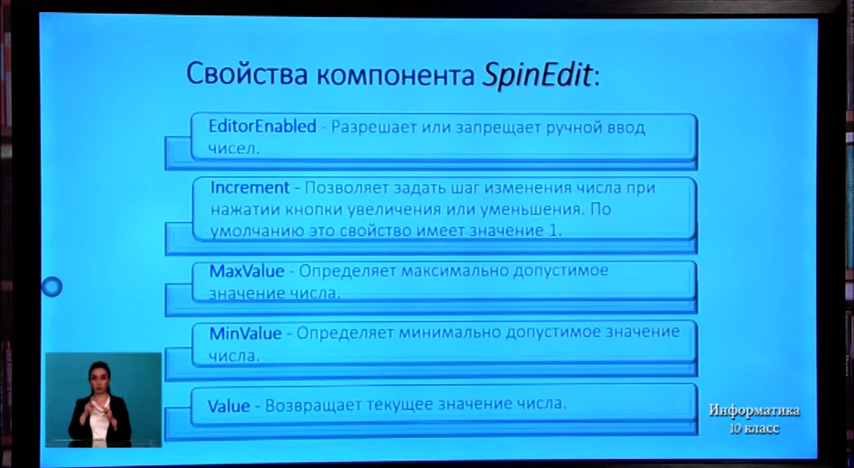 Свойства компонента SpinEdit:
EditorEnabled - Разрешает или запрещает ручной ввод
чисел.
Increment - Позволяет задать шаг изменения числа при
нажатии кнопки увеличения или уменьшения. По
умолчанию это свойство имеет значение 1.
MaxValue - Определяет максимально допустимое
значение числа.
MinValue - Определяет минимально допустимое значение
числа.
Value - Возвращает текущее значение числа.
Информатика
10 класс